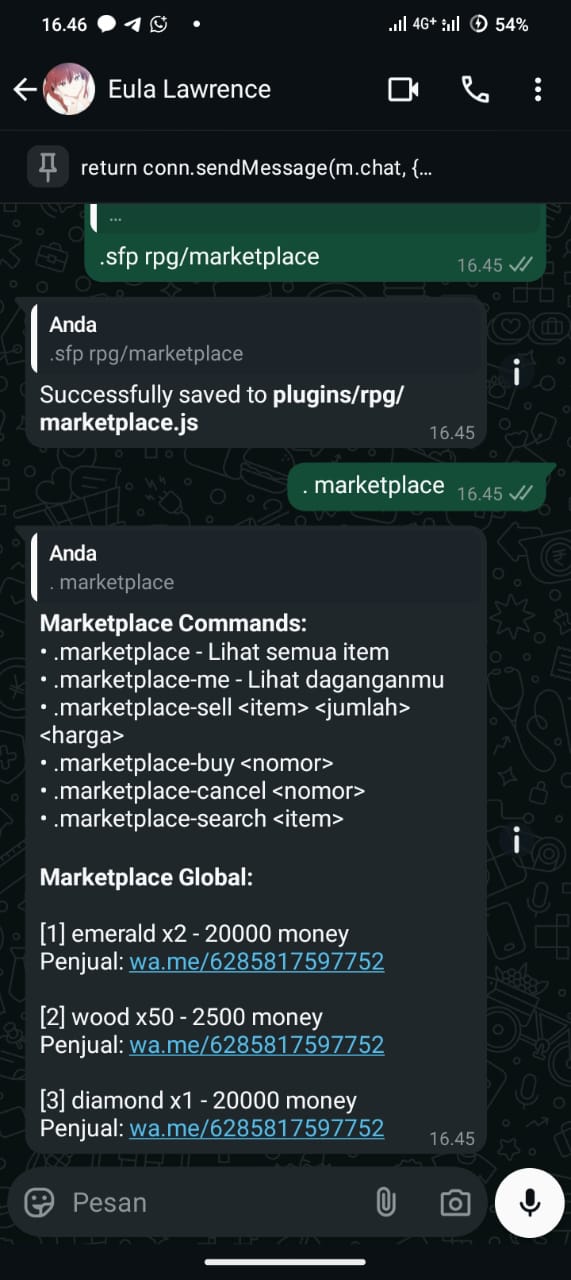 16.46 4G+ 54%
Eula Lawrence
return conn.sendMessage(m.chat, {...
...
.sfp rpg/marketplace 16.45
Anda
.sfp rpg/marketplace
Successfully saved to plugins/rpg/
marketplace.js
16.45
. marketplace 16.45
Anda
. marketplace
Marketplace Commands:
• .marketplace - Lihat semua item
• .marketplace-me - Lihat daganganmu
• .marketplace-sell <item> <jumlah>
<harga>
• .marketplace-buy <nomor>
• .marketplace-cancel <nomor>
• .marketplace-search <item>
Marketplace Global:
[1] emerald x2 - 20000 money
Penjual: wa.me/6285817597752
[2] wood x50 - 2500 money
Penjual: wa.me/6285817597752
[3] diamond x1 - 20000 money
Penjual: wa.me/6285817597752
16.45
Pesan